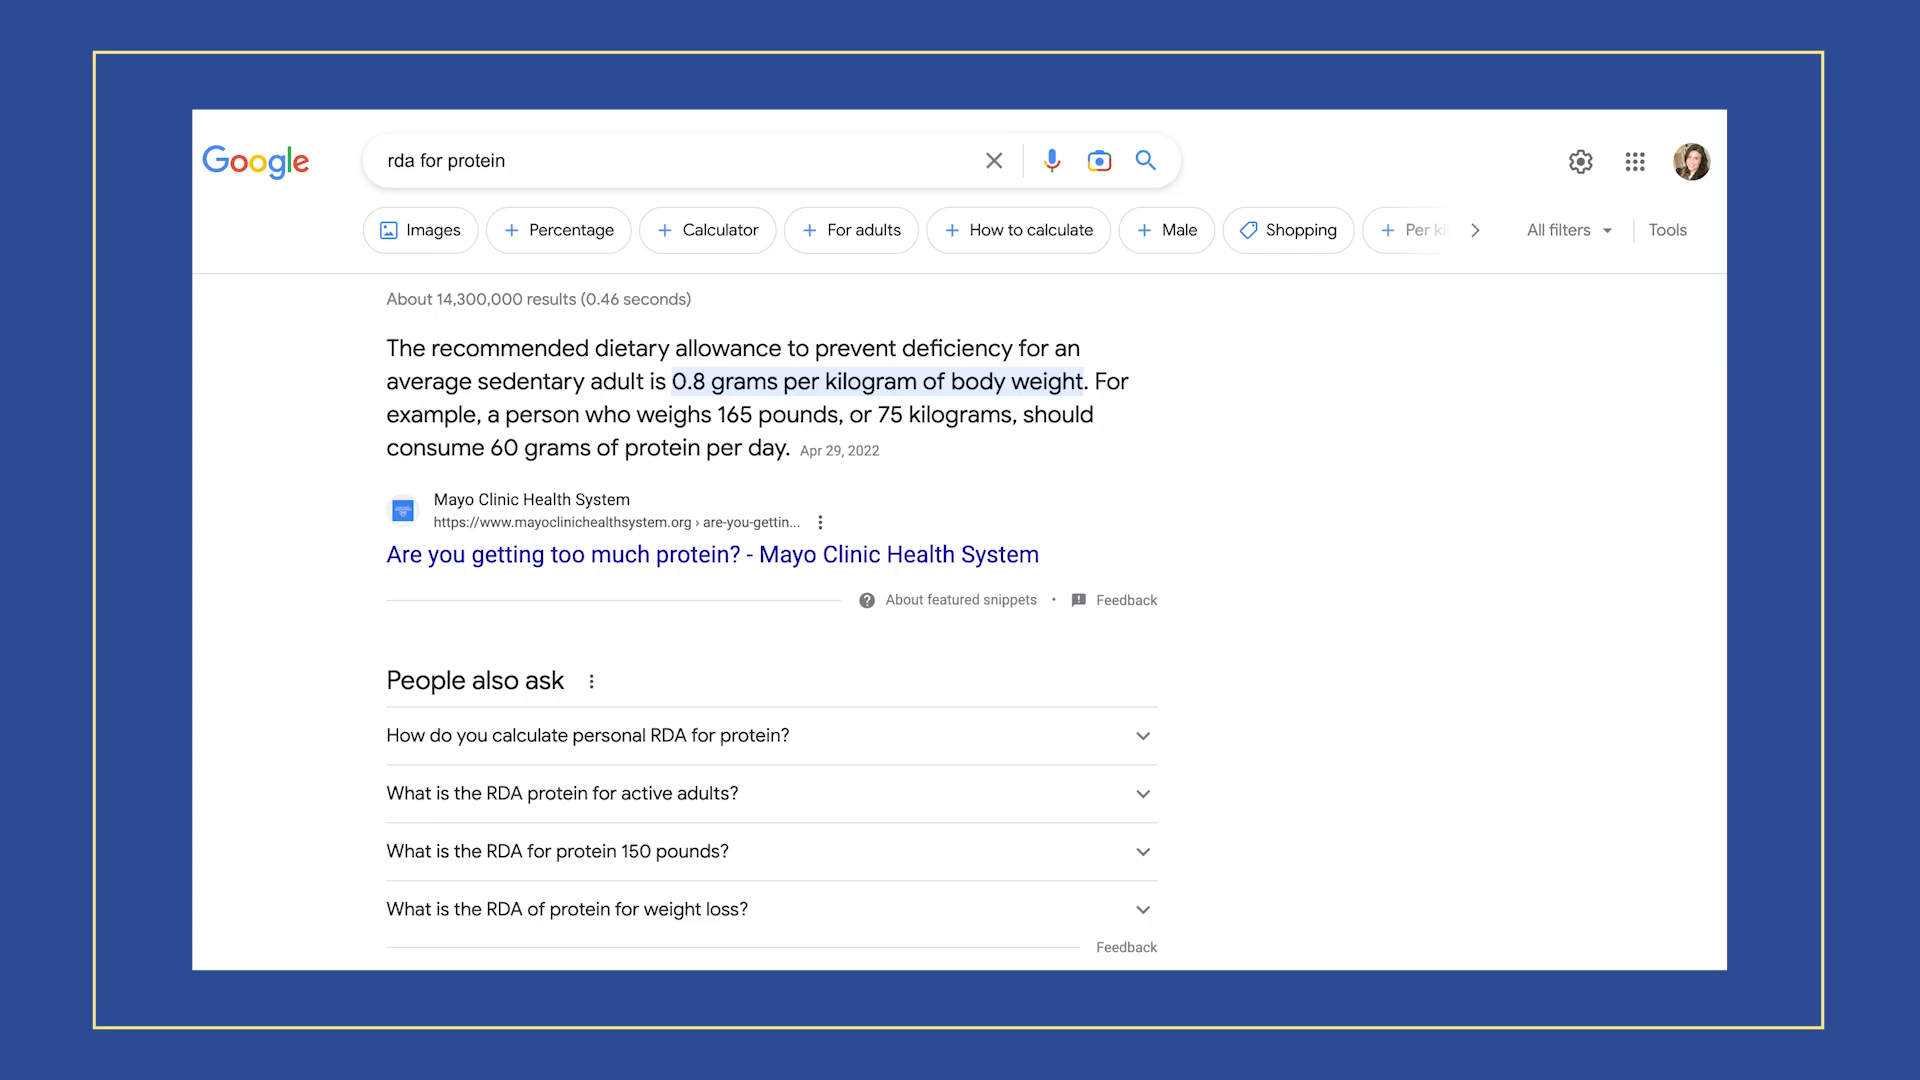 Google
rda for protein
Images
Percentage
Calculator
For adults
How to calculate
Male
Shopping
Per
All filters
Tools
About 14,300,000 results (0.46 seconds)
The recommended dietary allowance to prevent deficiency for an
average sedentary adult is 0.8 grams per kilogram of body weight. For
example, a person who weighs 165 pounds, or 75 kilograms, should
consume 60 grams of protein per day. Apr 29, 2022
Mayo Clinic Health System
https://www.mayoclinichealthsystem.org › are-you-gettin...
Are you getting too much protein? - Mayo Clinic Health System
About featured snippets • Feedback
People also ask
How do you calculate personal RDA for protein?
What is the RDA protein for active adults?
What is the RDA for protein 150 pounds?
What is the RDA of protein for weight loss?
Feedback